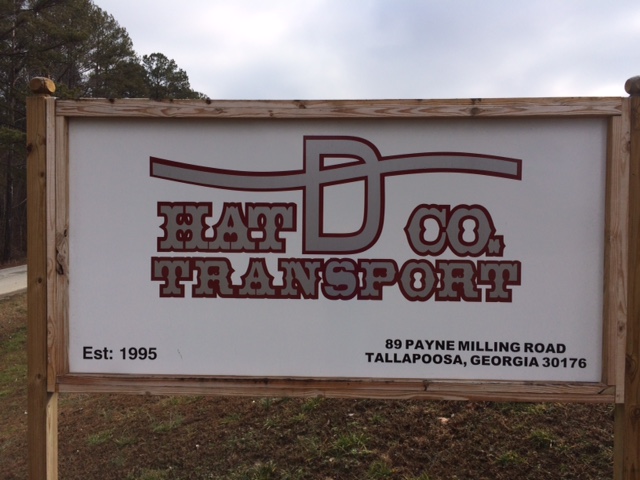 HAT D CO.
TRANSPORT
Est: 1995
89 PAYNE MILLING ROAD
TALLAPOOSA, GEORGIA 30176